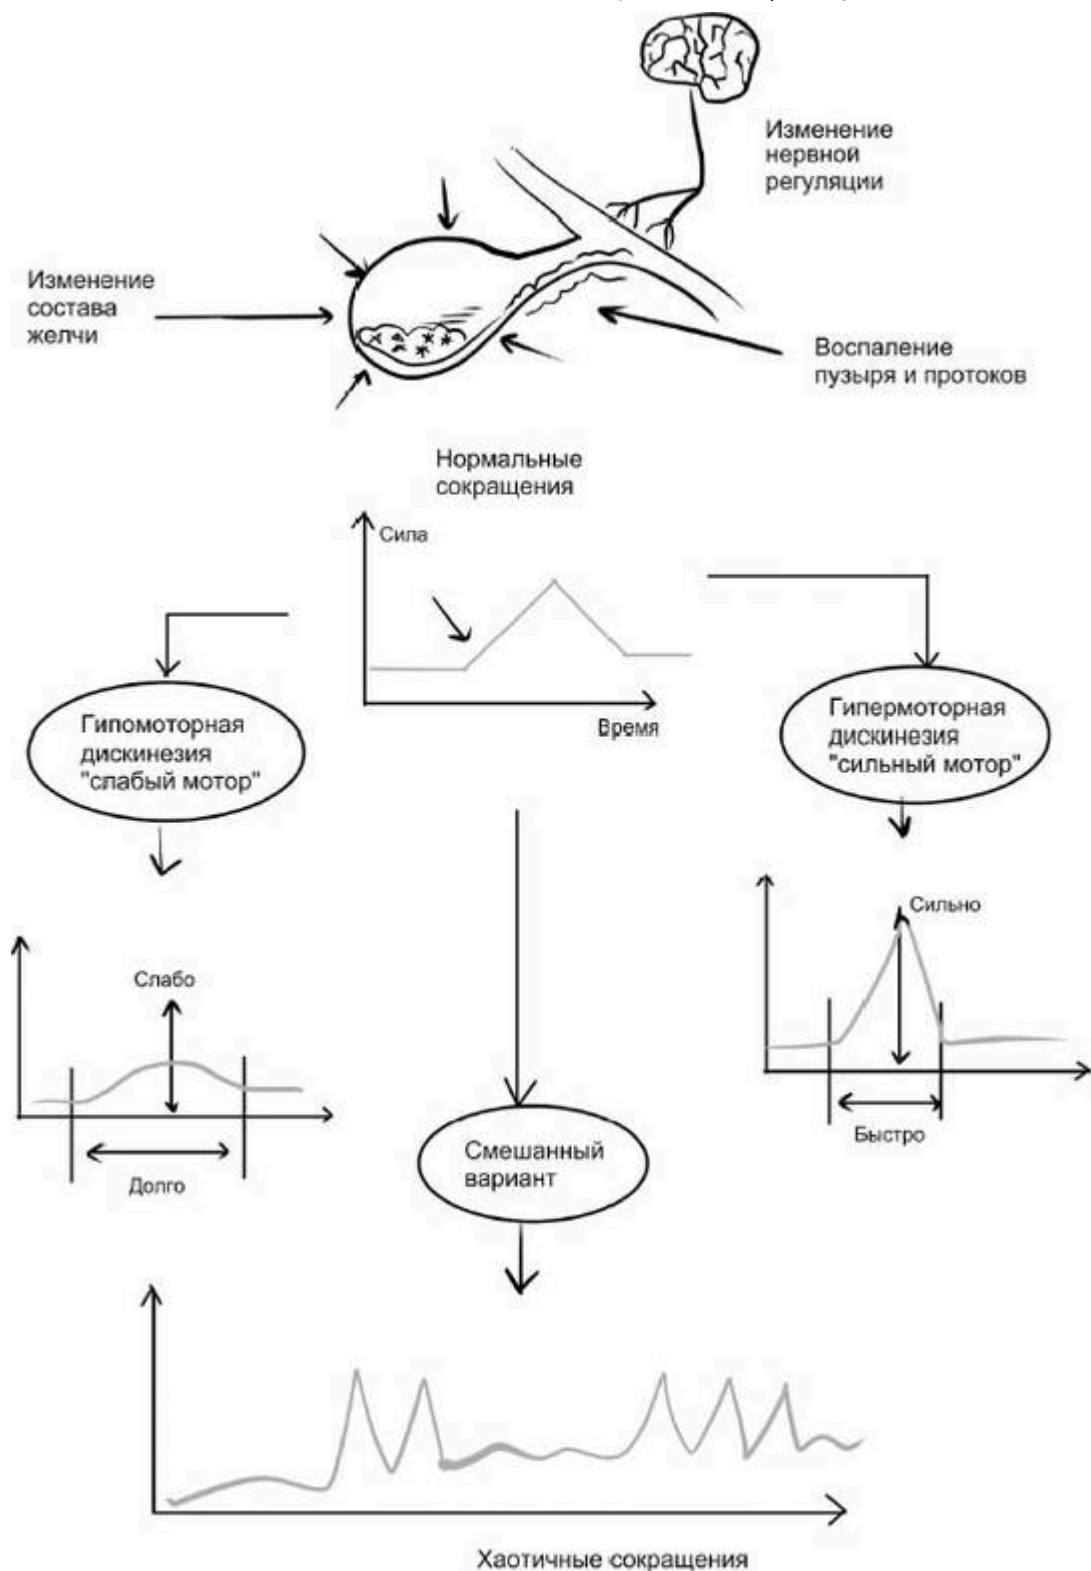 Изменение
нервной
регуляции
Изменение
состава
желчи
Воспаление
пузыря и протоков
Нормальные
сокращения
Сила
Время
Гипомоторная
дискинезия
"слабый мотор"
Гипермоторная
дискинезия
"сильный мотор"
Слабо
Долго
Сильно
Быстро
Смешанный
вариант
Хаотичные сокращения